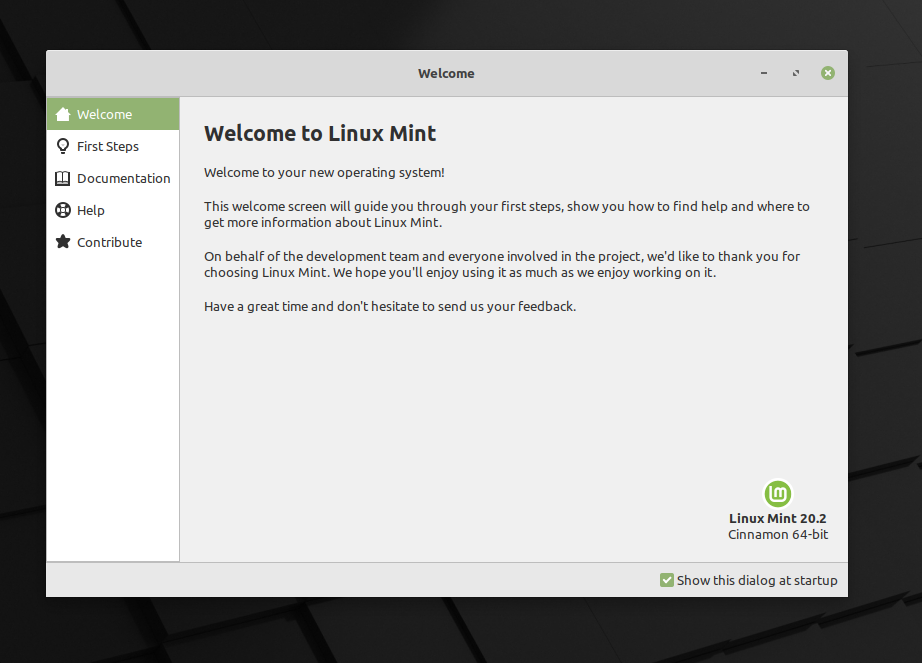 Welcome
Welcome
First Steps
Documentation
Help
Contribute
Welcome to Linux Mint
Welcome to your new operating system!
This welcome screen will guide you through your first steps, show you how to find help and where to
get more information about Linux Mint.
On behalf of the development team and everyone involved in the project, we'd like to thank you for
choosing Linux Mint. We hope you'll enjoy using it as much as we enjoy working on it.
Have a great time and don't hesitate to send us your feedback.
lm
Linux Mint 20.2
Cinnamon 64-bit
Show this dialog at startup